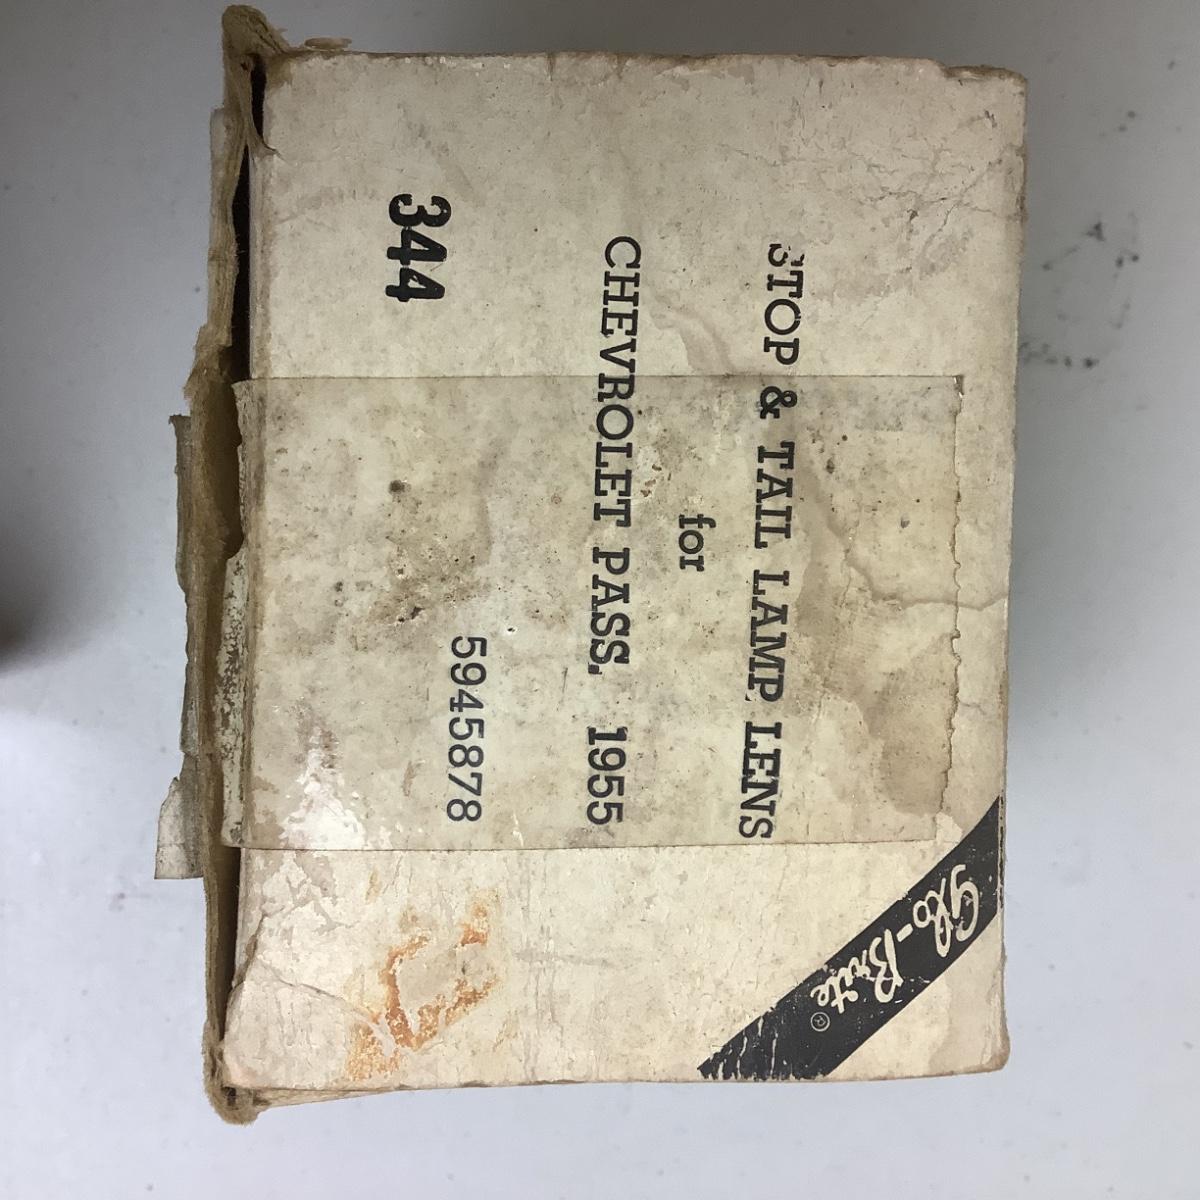 STOP & TAIL LAMP LENS
for
CHEVROLET PASS. 1955
5945878
344
Glo-Brite®